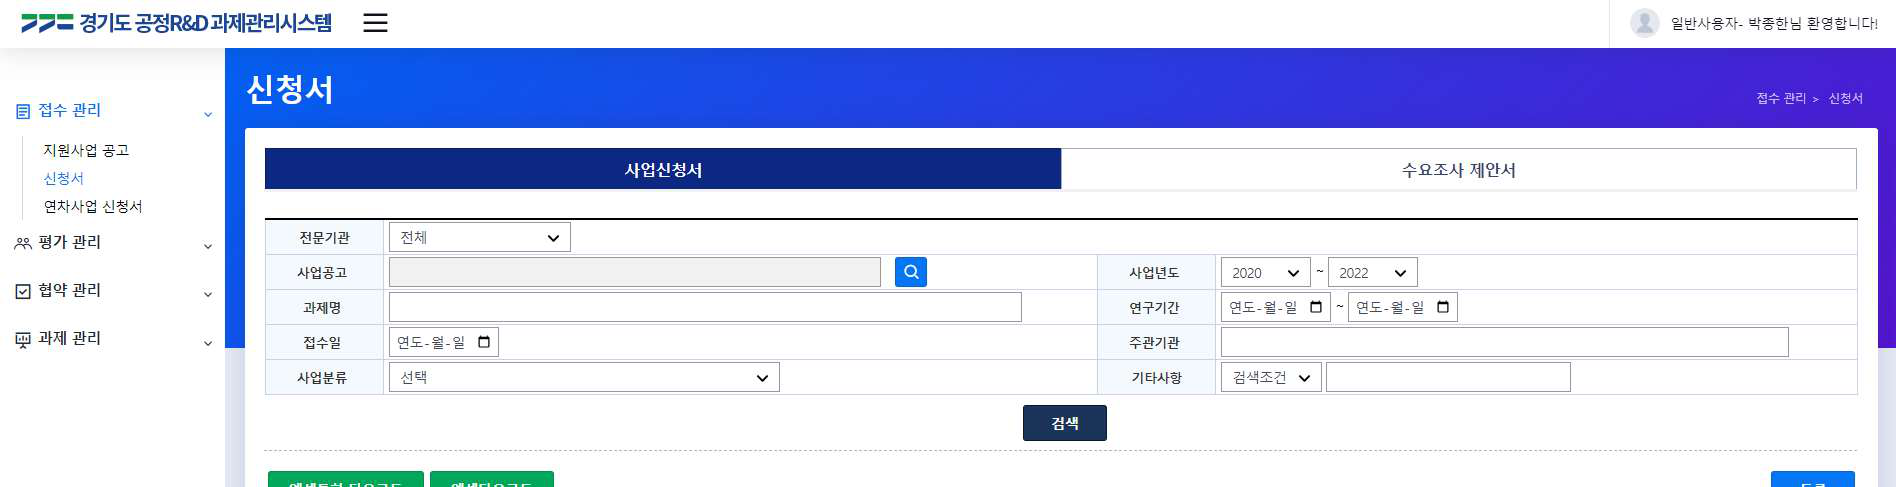 경기도 공정R&D 과제관리시스템
일반사용자- 박종한님 환영합니다!
접수 관리
지원사업 공고
신청서
연차사업 신청서
평가 관리
협약 관리
과제 관리
신청서
접수 관리 > 신청서
사업신청서 수요조사 제안서
전문기관 전체
사업공고 사업년도 2020 ~ 2022
과제명 연구기간 연도-월-일 ~ 연도-월-일
접수일 연도-월-일 주관기관
사업분류 선택 기타사항 검색조건
검색